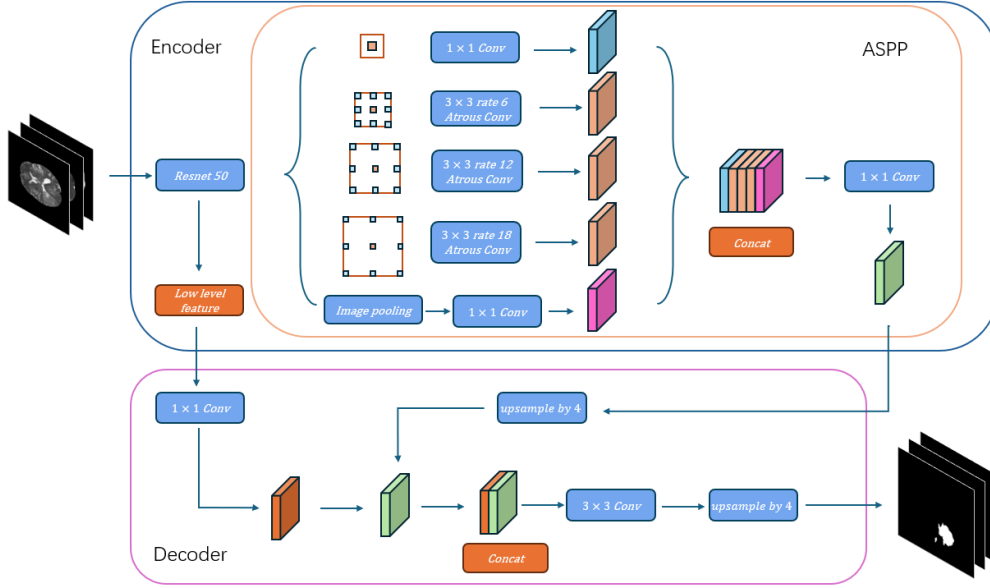 Encoder
ASPP
1 × 1 Conv
3 × 3 rate 6
Atrous Conv
Resnet 50
3 × 3 rate 12
Atrous Conv
1 × 1 Conv
3 × 3 rate 18
Atrous Conv
Concat
Low level
feature
Image pooling
1 × 1 Conv
1 × 1 Conv
upsample by 4
3 × 3 Conv
upsample by 4
Decoder
Concat